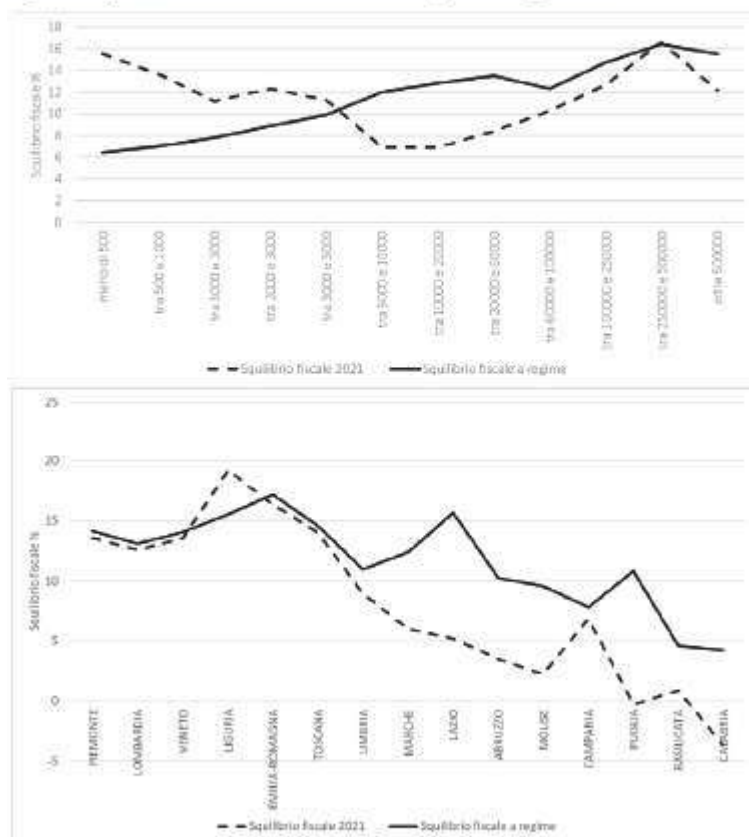 18
16
14
12
10
8
6
4
2
0
Squilibrio fiscale %
meno di 500
tra 500 e 1000
tra 1000 e 2000
tra 2000 e 3000
tra 3000 e 5000
tra 5000 e 10000
tra 10000 e 20000
tra 20000 e 60000
tra 60000 e 100000
tra 100000 e 250000
tra 250000 e 500000
oltre 500000
Squilibrio fiscale 2021 Squilibrio fiscale a regime
25
20
15
10
5
0
-5
Squilibrio fiscale %
PIEMONTE
LOMBARDIA
VENETO
LIGURIA
EMILIA-ROMAGNA
TOSCANA
UMBRIA
MARCHE
LAZIO
ABRUZZO
MOLISE
CAMPANIA
PUGLIA
BASILICATA
CALABRIA
Squilibrio fiscale 2021 Squilibrio fiscale a regime